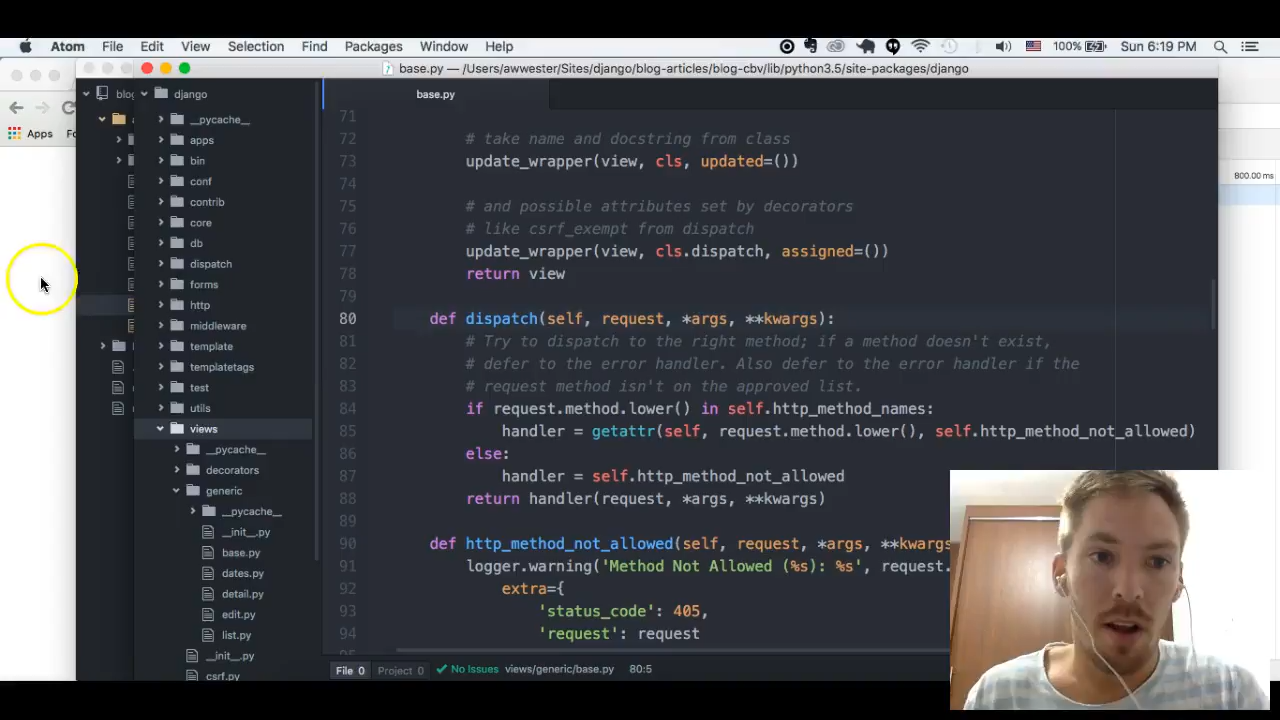 Atom File Edit View Selection Find Packages Window Help 100% Sun 6:19 PM
base.py — /Users/awwester/Sites/django/blog-articles/blog-cbv/lib/python3.5/site-packages/django
blog
django
base.py
Apps
800.00 ms
__pycache__
apps
bin
conf
contrib
core
db
dispatch
forms
http
middleware
template
templatetags
test
utils
views
__pycache__
decorators
generic
__pycache__
__init__.py
base.py
dates.py
detail.py
edit.py
list.py
__init__.py
csrf.py
71
72 # take name and docstring from class
73 update_wrapper(view, cls, updated=())
74
75 # and possible attributes set by decorators
76 # like csrf_exempt from dispatch
77 update_wrapper(view, cls.dispatch, assigned=())
78 return view
79
80 def dispatch(self, request, *args, **kwargs):
81 # Try to dispatch to the right method; if a method doesn't exist,
82 # defer to the error handler. Also defer to the error handler if the
83 # request method isn't on the approved list.
84 if request.method.lower() in self.http_method_names:
85 handler = getattr(self, request.method.lower(), self.http_method_not_allowed)
86 else:
87 handler = self.http_method_not_allowed
88 return handler(request, *args, **kwargs)
89
90 def http_method_not_allowed(self, request, *args, **kwargs
91 logger.warning('Method Not Allowed (%s): %s', request.
92 extra={
93 'status_code': 405,
94 'request': request
File 0 Project 0 No Issues views/generic/base.py 80:5